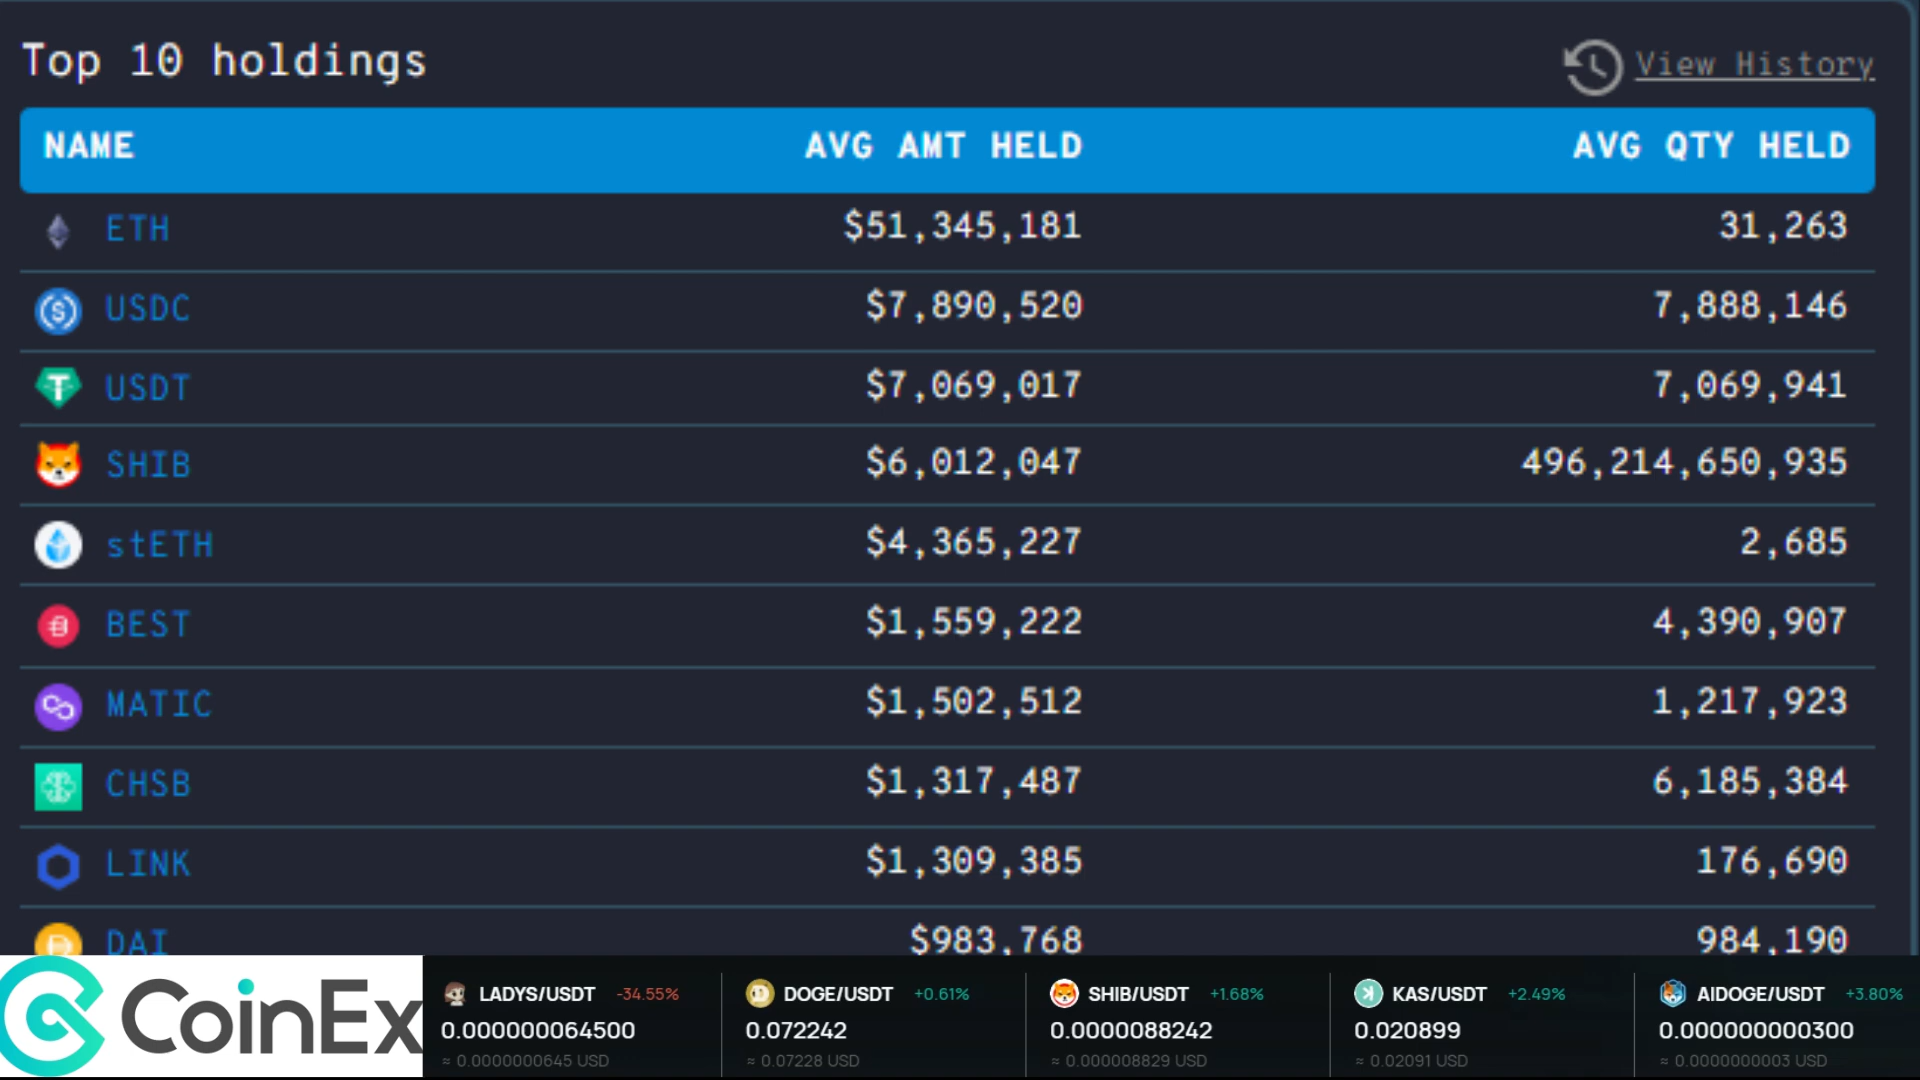 Top 10 holdings
View History
NAME AVG AMT HELD AVG QTY HELD
ETH $51,345,181 31,263
USDC $7,890,520 7,888,146
USDT $7,069,017 7,069,941
SHIB $6,012,047 496,214,650,935
stETH $4,365,227 2,685
BEST $1,559,222 4,390,907
MATIC $1,502,512 1,217,923
CHSB $1,317,487 6,185,384
LINK $1,309,385 176,690
DAI $983,768 984,190
CoinEx
LADYS/USDT -34.55%
0.000000064500
≈ 0.0000000645 USD
DOGE/USDT +0.61%
0.072242
≈ 0.07228 USD
SHIB/USDT +1.68%
0.0000088242
≈ 0.000008829 USD
KAS/USDT +2.49%
0.020899
≈ 0.02091 USD
AIDOGE/USDT +3.80%
0.000000000300
≈ 0.0000000003 USD